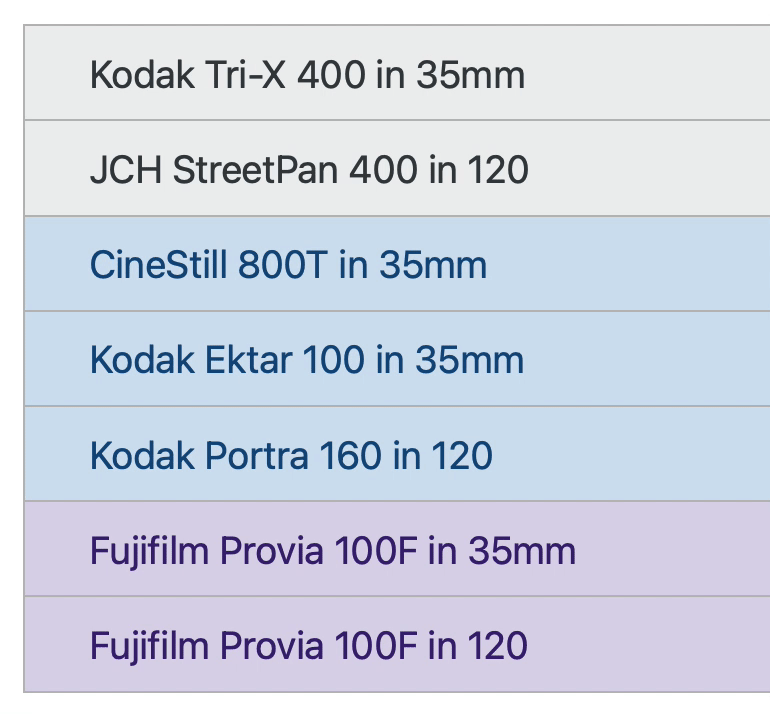 Kodak Tri-X 400 in 35mm
JCH StreetPan 400 in 120
CineStill 800T in 35mm
Kodak Ektar 100 in 35mm
Kodak Portra 160 in 120
Fujifilm Provia 100F in 35mm
Fujifilm Provia 100F in 120